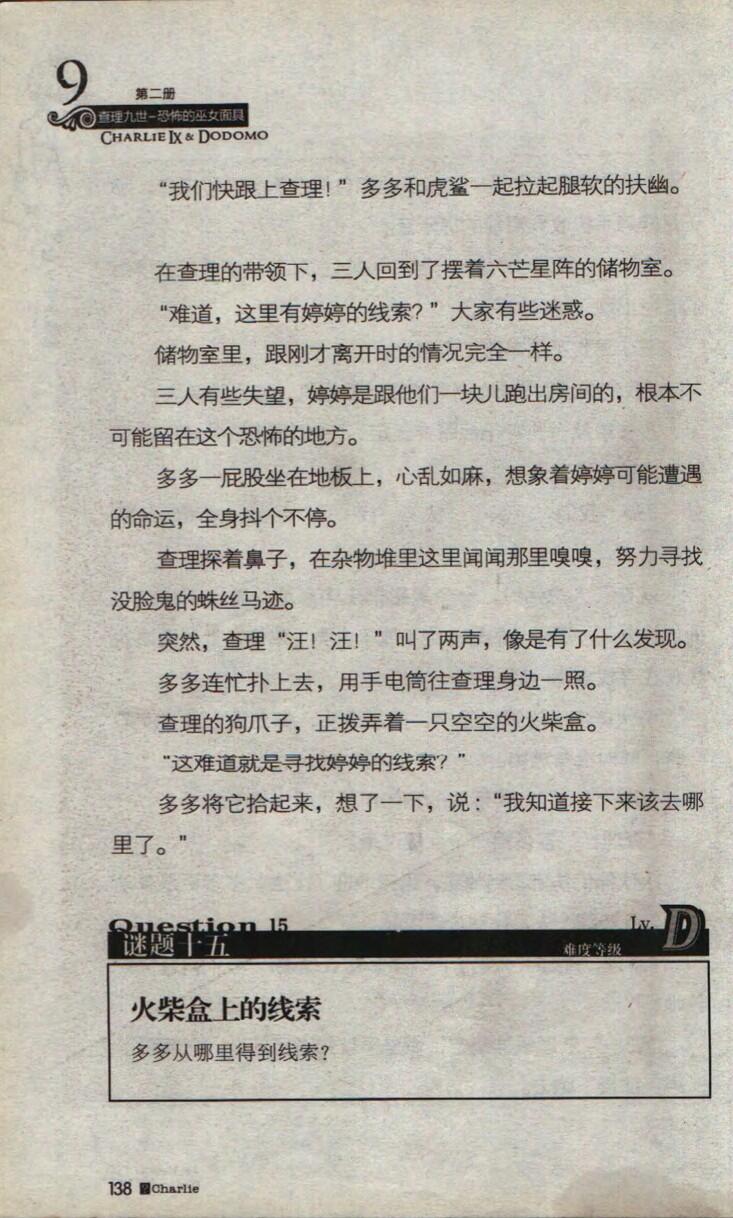 9
第二册
查理九世-恐怖的巫女面具
CHARLIE IX & DODOMO
“我们快跟上查理！”多多和虎鲨一起拉起腿软的扶幽。
在查理的带领下，三人回到了摆着六芒星阵的储物室。
“难道，这里有婷婷的线索？”大家有些迷惑。
储物室里，跟刚才离开时的情况完全一样。
三人有些失望，婷婷是跟他们一块儿跑出房间的，根本不
可能留在这个恐怖的地方。
多多一屁股坐在地板上，心乱如麻，想象着婷婷可能遭遇
的命运，全身抖个不停。
查理探着鼻子，在杂物堆里这里闻闻那里嗅嗅，努力寻找
没脸鬼的蛛丝马迹。
突然，查理“汪！汪！”叫了两声，像是有了什么发现。
多多连忙扑上去，用手电筒往查理身边一照。
查理的狗爪子，正拨弄着一只空空的火柴盒。
“这难道就是寻找婷婷的线索？”
多多将它拾起来，想了一下，说：“我知道接下来该去哪
里了。”
Question 15 Lv. D
谜题十五 难度等级
火柴盒上的线索
多多从哪里得到线索？
138 Charlie